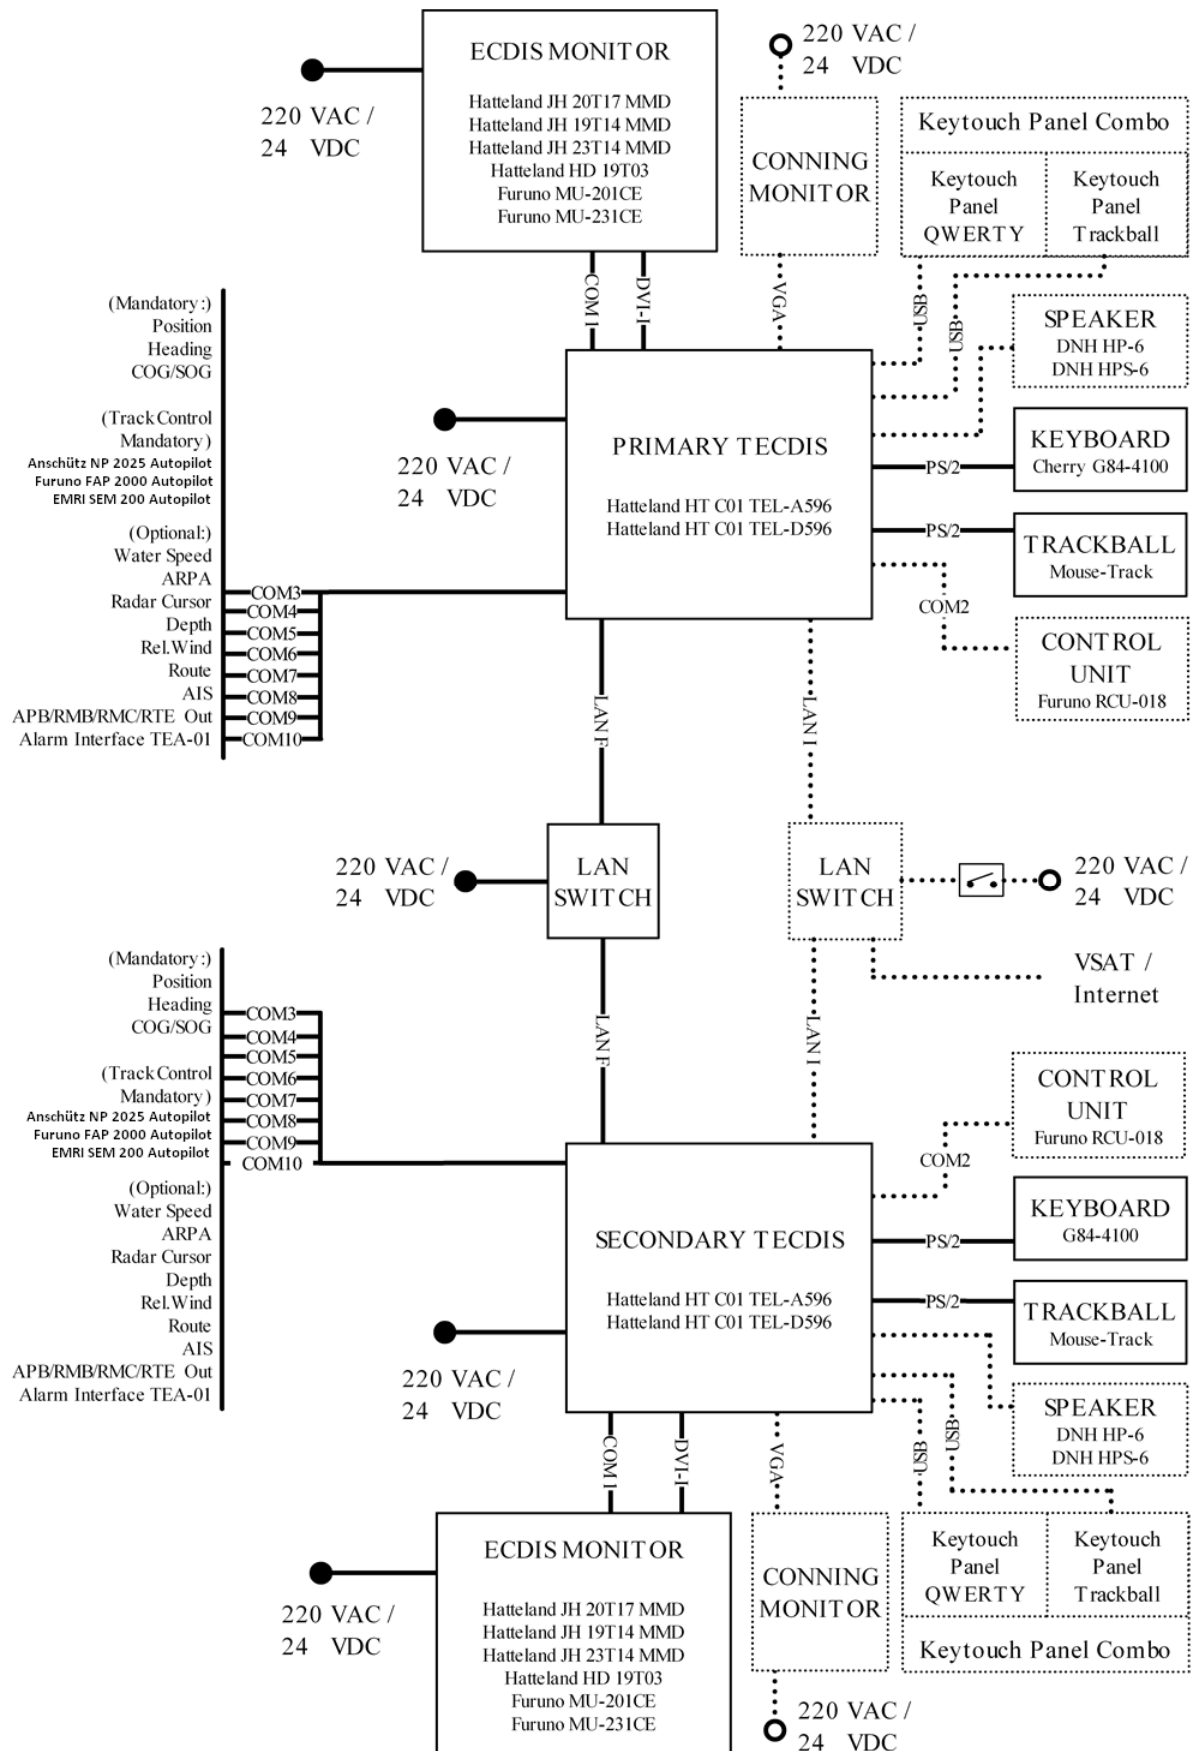 ECDIS MONITOR
Hatteland JH 20T17 MMD
Hatteland JH 19T14 MMD
Hatteland JH 23T14 MMD
Hatteland HD 19T03
Furuno MU-201CE
Furuno MU-231CE
220 VAC /
24 VDC
220 VAC /
24 VDC
CONNING
MONITOR
Keytouch Panel Combo
Keytouch
Panel
QWERTY
Keytouch
Panel
Trackball
COM 1
DVI-I
VGA
USB
USB
SPEAKER
DNH HP-6
DNH HPS-6
(Mandatory:)
Position
Heading
COG/SOG
(Track Control
Mandatory)
Anschütz NP 2025 Autopilot
Furuno FAP 2000 Autopilot
EMRI SEM 200 Autopilot
(Optional:)
Water Speed
ARPA
Radar Cursor
Depth
Rel.Wind
Route
AIS
APB/RMB/RMC/RTE Out
Alarm Interface TEA-01
COM3
COM4
COM5
COM6
COM7
COM8
COM9
COM10
220 VAC /
24 VDC
PRIMARY TECDIS
Hatteland HT C01 TEL-A596
Hatteland HT C01 TEL-D596
PS/2
KEYBOARD
Cherry G84-4100
PS/2
TRACKBALL
Mouse-Track
COM2
CONTROL
UNIT
Furuno RCU-018
LAN F
LAN I
220 VAC /
24 VDC
LAN
SWITCH
LAN
SWITCH
220 VAC /
24 VDC
VSAT /
Internet
LAN F
LAN I
(Mandatory:)
Position
Heading
COG/SOG
(Track Control
Mandatory)
Anschütz NP 2025 Autopilot
Furuno FAP 2000 Autopilot
EMRI SEM 200 Autopilot
(Optional:)
Water Speed
ARPA
Radar Cursor
Depth
Rel.Wind
Route
AIS
APB/RMB/RMC/RTE Out
Alarm Interface TEA-01
COM3
COM4
COM5
COM6
COM7
COM8
COM9
COM10
CONTROL
UNIT
Furuno RCU-018
COM2
KEYBOARD
G84-4100
PS/2
SECONDARY TECDIS
Hatteland HT C01 TEL-A596
Hatteland HT C01 TEL-D596
PS/2
TRACKBALL
Mouse-Track
220 VAC /
24 VDC
SPEAKER
DNH HP-6
DNH HPS-6
COM 1
DVI-I
VGA
USB
USB
ECDIS MONITOR
Hatteland JH 20T17 MMD
Hatteland JH 19T14 MMD
Hatteland JH 23T14 MMD
Hatteland HD 19T03
Furuno MU-201CE
Furuno MU-231CE
220 VAC /
24 VDC
CONNING
MONITOR
Keytouch
Panel
QWERTY
Keytouch
Panel
Trackball
Keytouch Panel Combo
220 VAC /
24 VDC